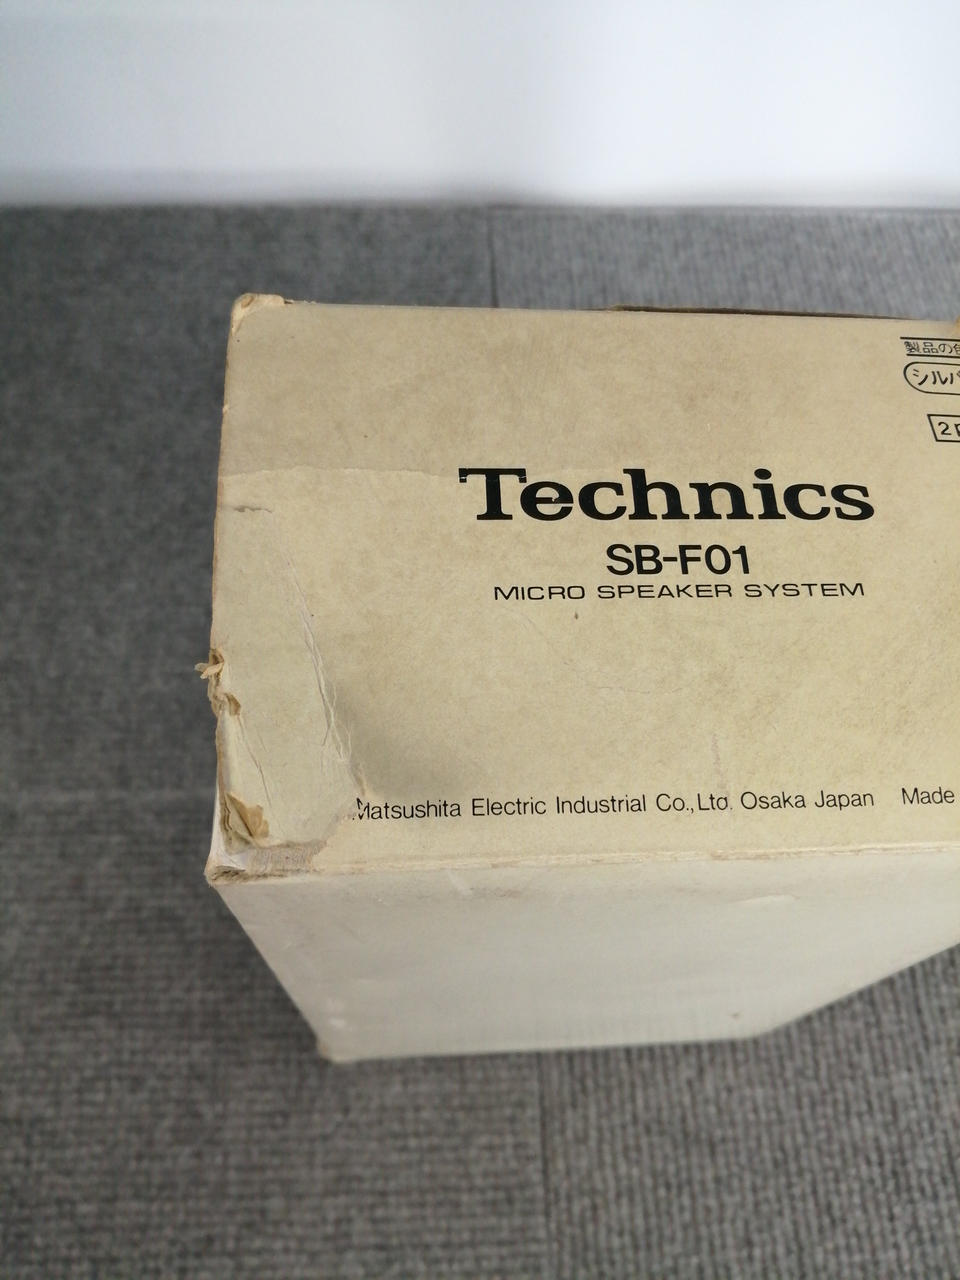 製品の
シルバ
Technics
SB-F01
MICRO SPEAKER SYSTEM
Matsushita Electric Industrial Co.,Ltd. Osaka Japan Made